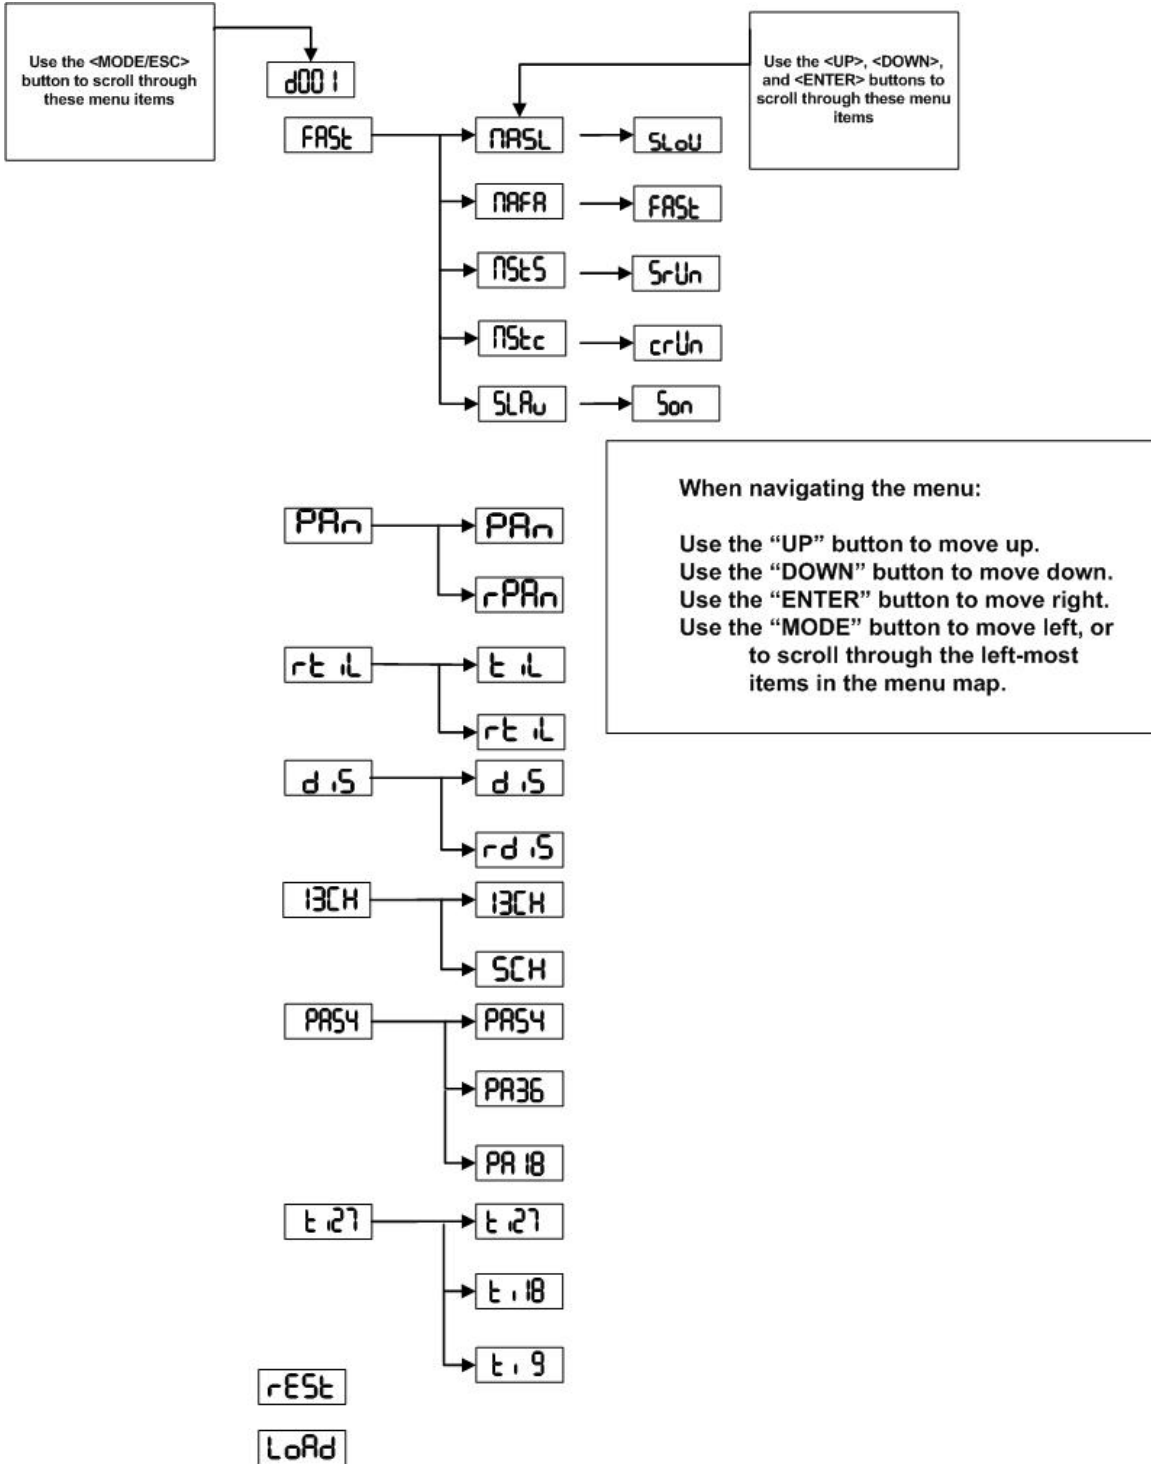 Use the <MODE/ESC>
button to scroll through
these menu items
d001
Use the <UP>, <DOWN>,
and <ENTER> buttons to
scroll through these menu
items
FASt
NASL
SLoU
NAFA
FASt
NStS
SrUn
NStc
crUn
SLAu
Son
When navigating the menu:
Use the “UP” button to move up.
Use the “DOWN” button to move down.
Use the “ENTER” button to move right.
Use the “MODE” button to move left, or
to scroll through the left-most
items in the menu map.
PAn
PAn
rPAn
rtiL
tiL
rtiL
diS
diS
rdiS
13CH
13CH
5CH
PA54
PA54
PA36
PA18
ti27
ti27
ti18
ti9
rESt
LoAd